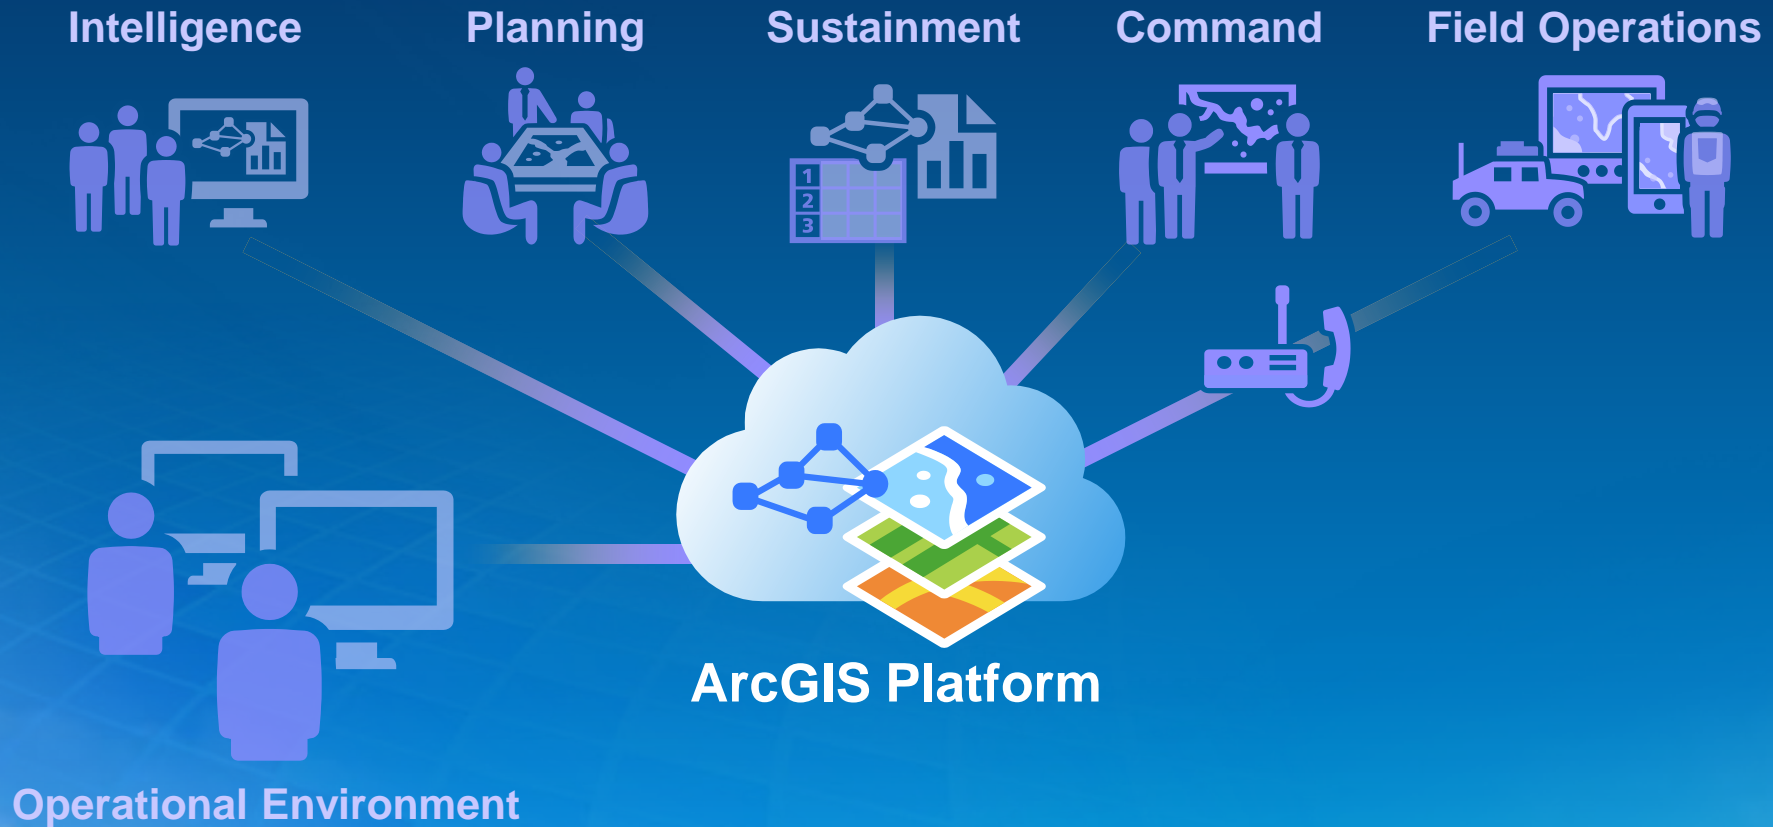 Intelligence
Planning
Sustainment
Command
Field Operations
1
2
3
ArcGIS Platform
Operational Environment